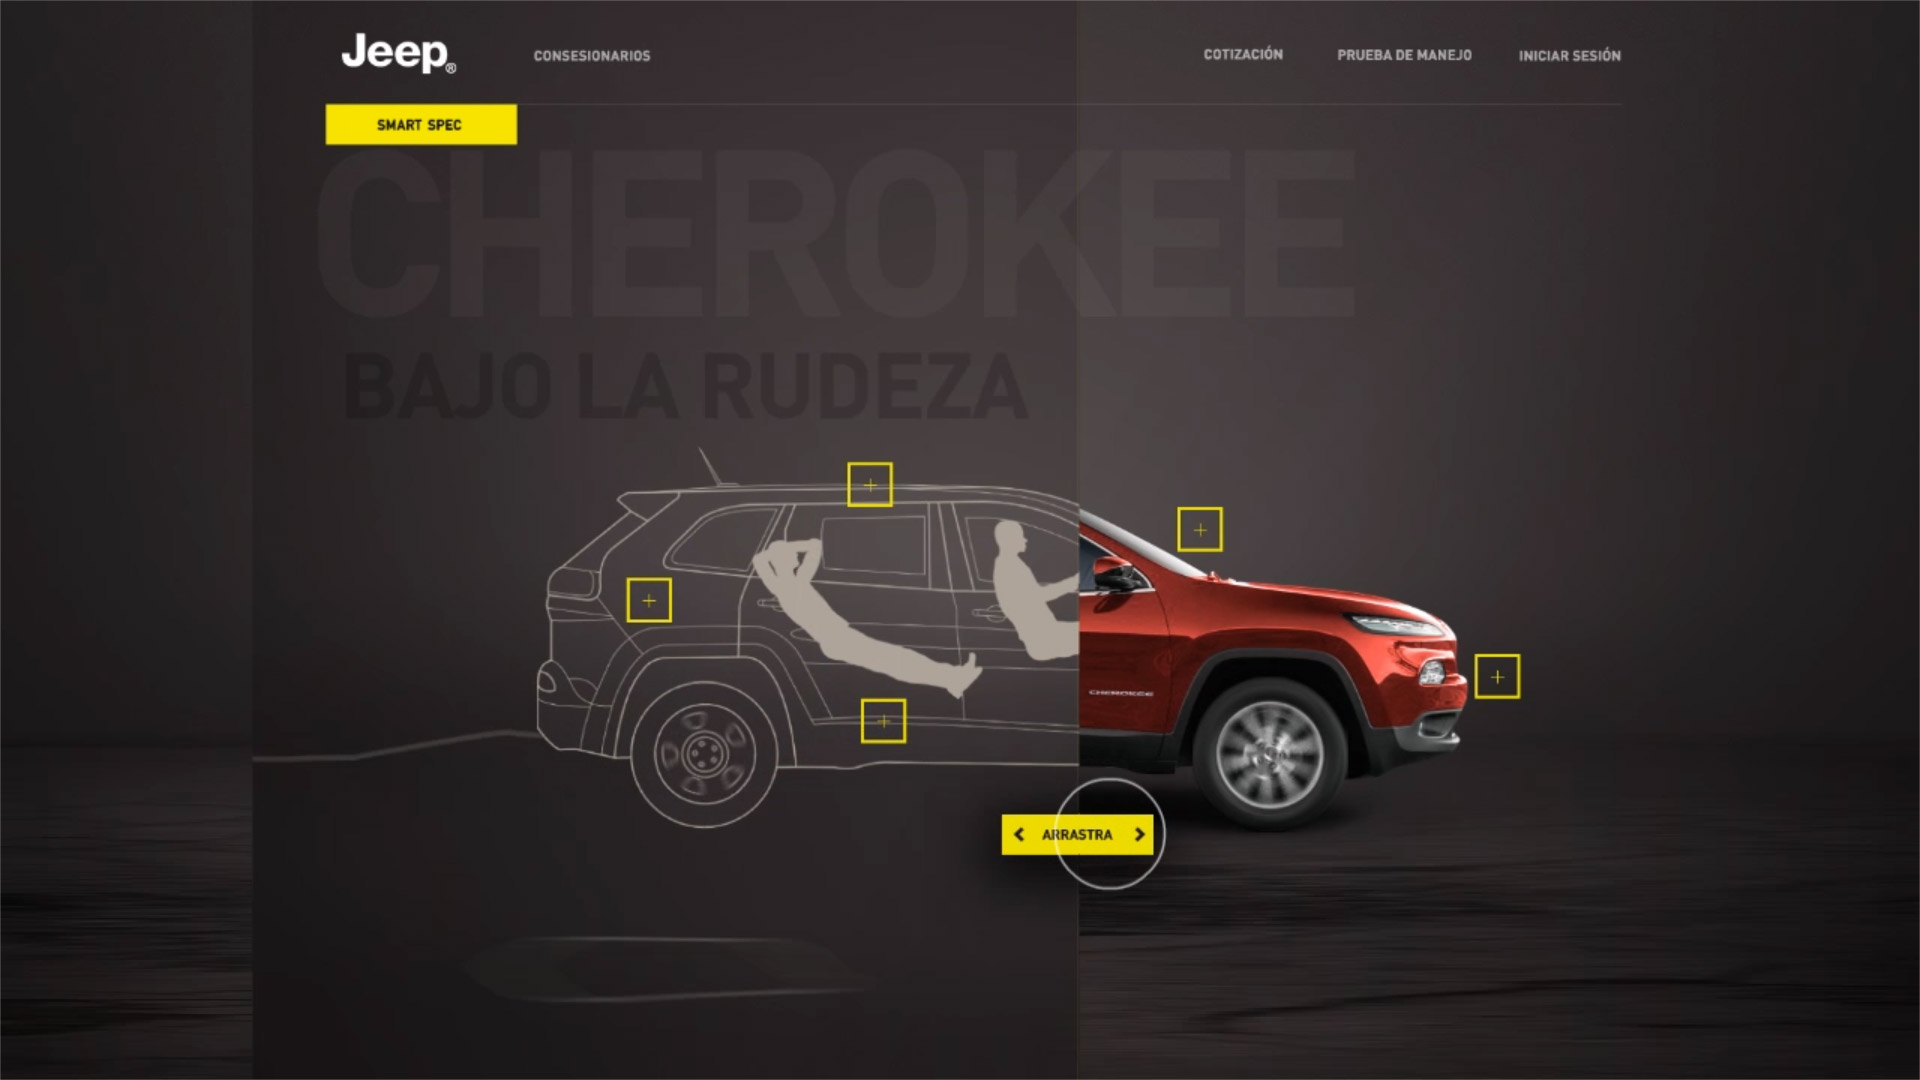 Jeep®
CONSESIONARIOS
COTIZACIÓN
PRUEBA DE MANEJO
INICIAR SESIÓN
SMART SPEC
CHEROKEE
BAJO LA RUDEZA
CHEROKEE
ARRASTRA